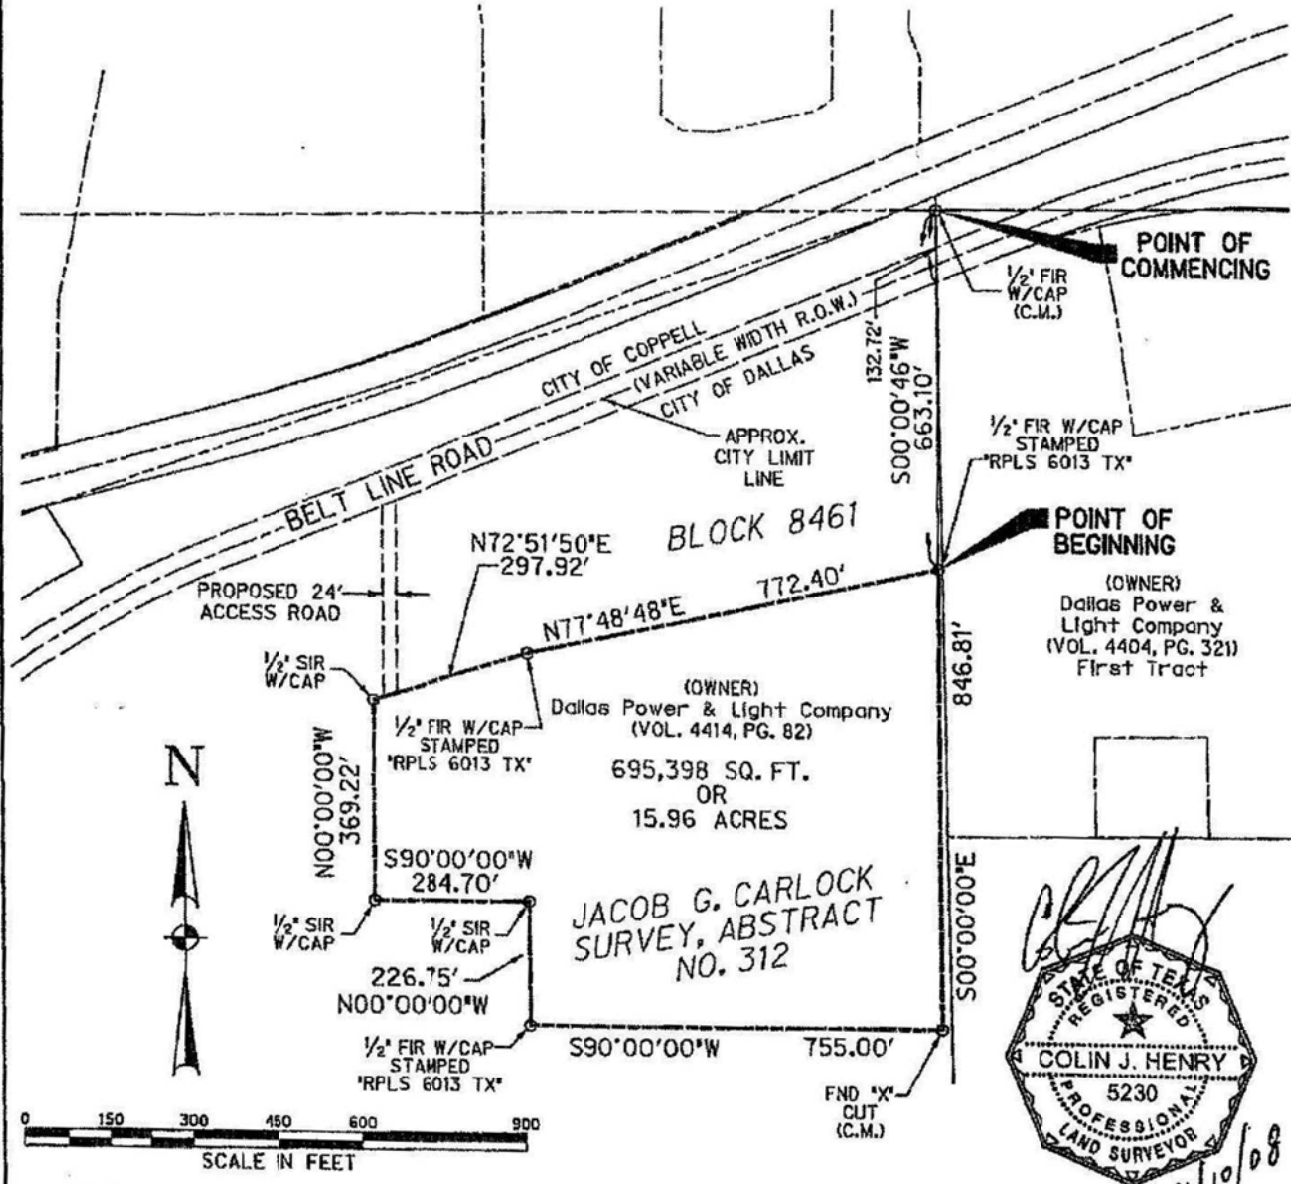 POINT OF
COMMENCING
1/2" FIR
W/CAP
(C.M.)
CITY OF COPPELL
(VARIABLE WIDTH R.O.W.)
CITY OF DALLAS
132.72'
S00°00'46"W
663.10'
BELT LINE ROAD
APPROX.
CITY LIMIT
LINE
1/2" FIR W/CAP
STAMPED
"RPLS 6013 TX"
BLOCK 8461
POINT OF
BEGINNING
N72°51'50"E
297.92'
PROPOSED 24'
ACCESS ROAD
N77°48'48"E
772.40'
(OWNER)
Dallas Power &
Light Company
(VOL. 4404, PG. 321)
First Tract
1/2" SIR
W/CAP
1/2" FIR W/CAP
STAMPED
"RPLS 6013 TX"
(OWNER)
Dallas Power & Light Company
(VOL. 4414, PG. 82)
695,398 SQ. FT.
OR
15.96 ACRES
846.81'
S00°00'00"E
N
N00°00'00"W
369.22'
S90°00'00"W
284.70'
1/2" SIR
W/CAP
1/2" SIR
W/CAP
JACOB G. CARLOCK
SURVEY, ABSTRACT
NO. 312
226.75'
N00°00'00"W
1/2" FIR W/CAP
STAMPED
"RPLS 6013 TX"
S90°00'00"W
755.00'
FND "X"
CUT
(C.M.)
STATE OF TEXAS
REGISTERED
COLIN J. HENRY
5230
PROFESSIONAL
LAND SURVEYOR
0 150 300 450 600 900
SCALE IN FEET